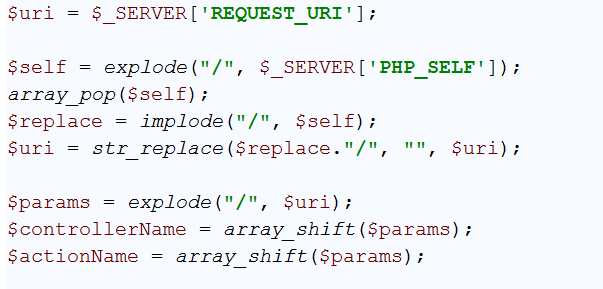 $uri = $_SERVER['REQUEST_URI'];
$self = explode("/", $_SERVER['PHP_SELF']);
array_pop($self);
$replace = implode("/", $self);
$uri = str_replace($replace."/", "", $uri);
$params = explode("/", $uri);
$controllerName = array_shift($params);
$actionName = array_shift($params);